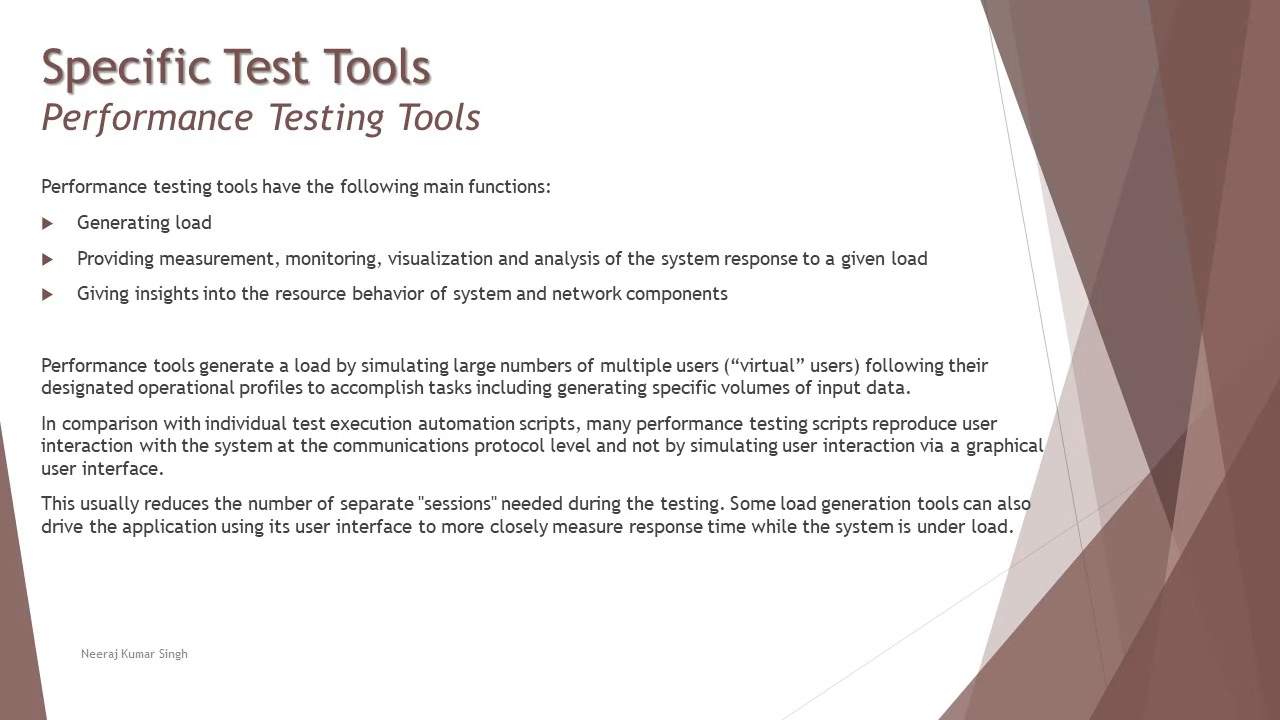 Specific Test Tools
Performance Testing Tools
Performance testing tools have the following main functions:
Generating load
Providing measurement, monitoring, visualization and analysis of the system response to a given load
Giving insights into the resource behavior of system and network components
Performance tools generate a load by simulating large numbers of multiple users (“virtual” users) following their
designated operational profiles to accomplish tasks including generating specific volumes of input data.
In comparison with individual test execution automation scripts, many performance testing scripts reproduce user
interaction with the system at the communications protocol level and not by simulating user interaction via a graphical
user interface.
This usually reduces the number of separate "sessions" needed during the testing. Some load generation tools can also
drive the application using its user interface to more closely measure response time while the system is under load.
Neeraj Kumar Singh